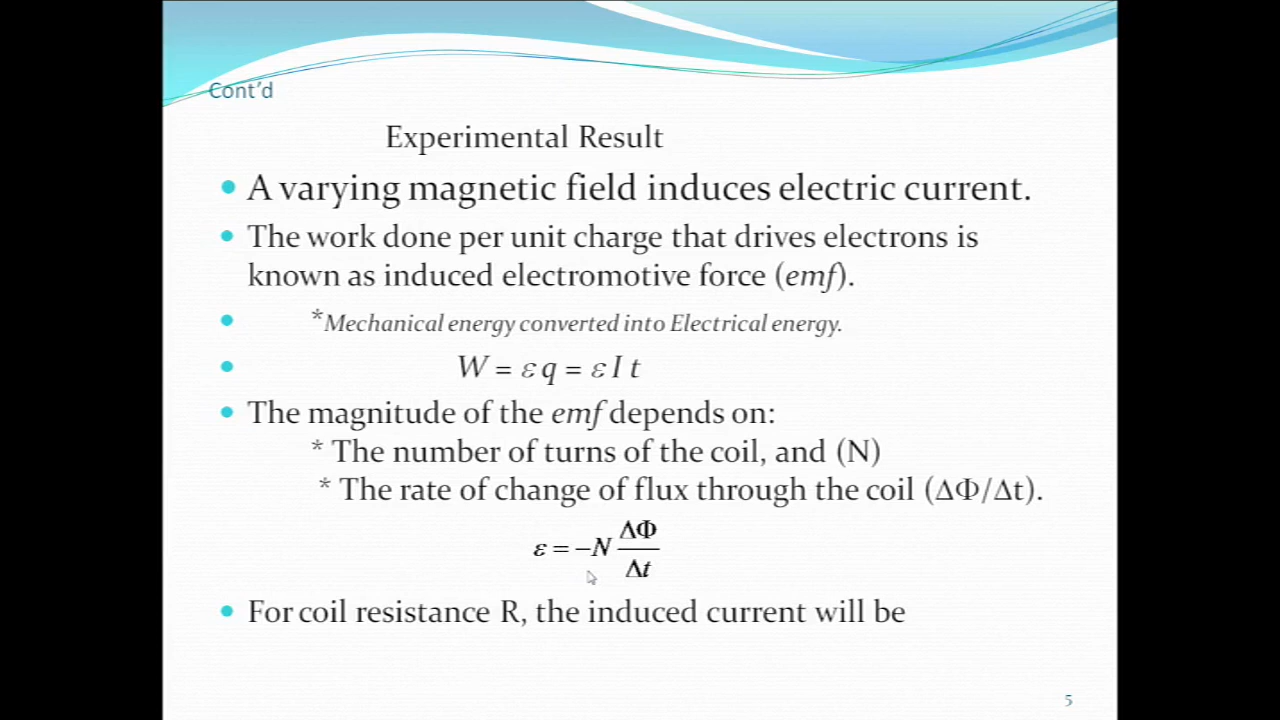 Cont'd
Experimental Result
• A varying magnetic field induces electric current.
• The work done per unit charge that drives electrons is
known as induced electromotive force (emf).
• *Mechanical energy converted into Electrical energy.
• W = ε q = ε I t
• The magnitude of the emf depends on:
* The number of turns of the coil, and (N)
* The rate of change of flux through the coil (ΔΦ/Δt).
ε = −N ΔΦ/Δt
• For coil resistance R, the induced current will be
5